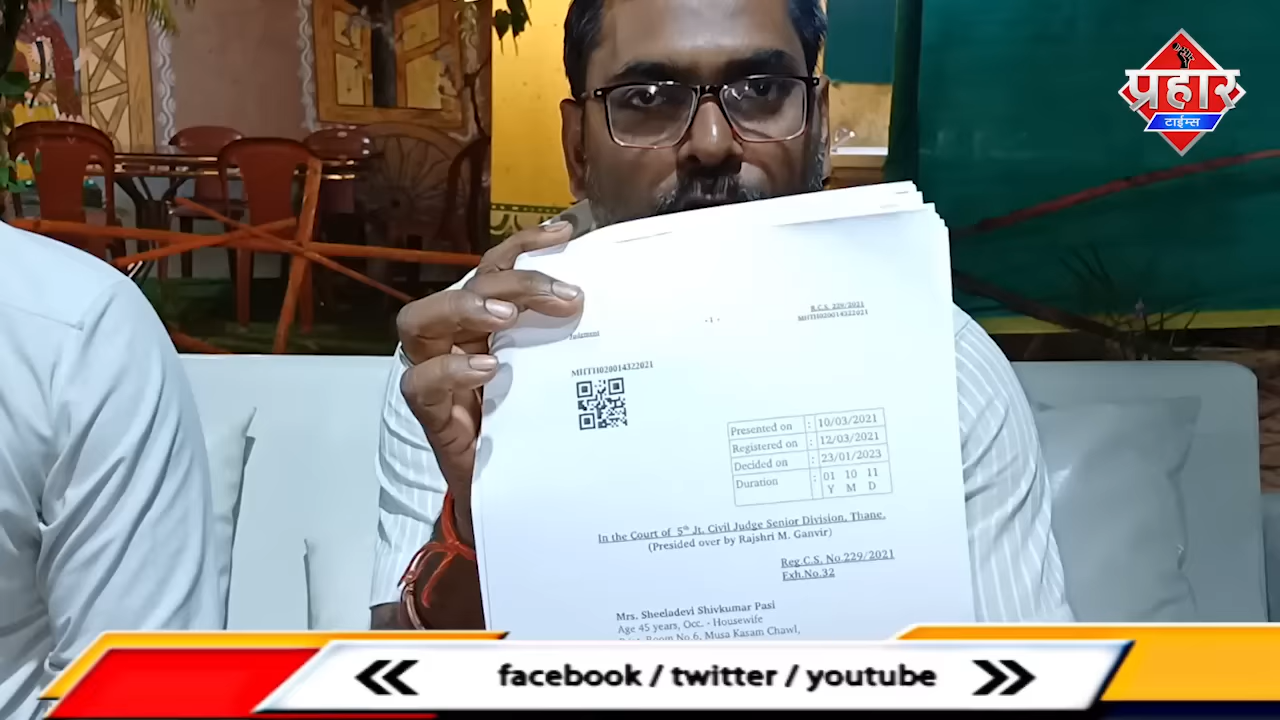 प्रहार
टाईम्स
Judgment
- 1 -
R.C.S. 229/2021
MHTH020014322021
MHTH020014322021
Presented on : 10/03/2021
Registered on : 12/03/2021
Decided on : 23/01/2023
Duration : 01 10 11
Y M D
In the Court of 5th Jt. Civil Judge Senior Division, Thane.
(Presided over by Rajshri M. Ganvir)
Reg.C.S. No.229/2021
Exh.No.32
Mrs. Sheeladevi Shivkumar Pasi
Age 45 years, Occ. - Housewife
Room No.6, Musa Kasam Chawl,
facebook / twitter / youtube